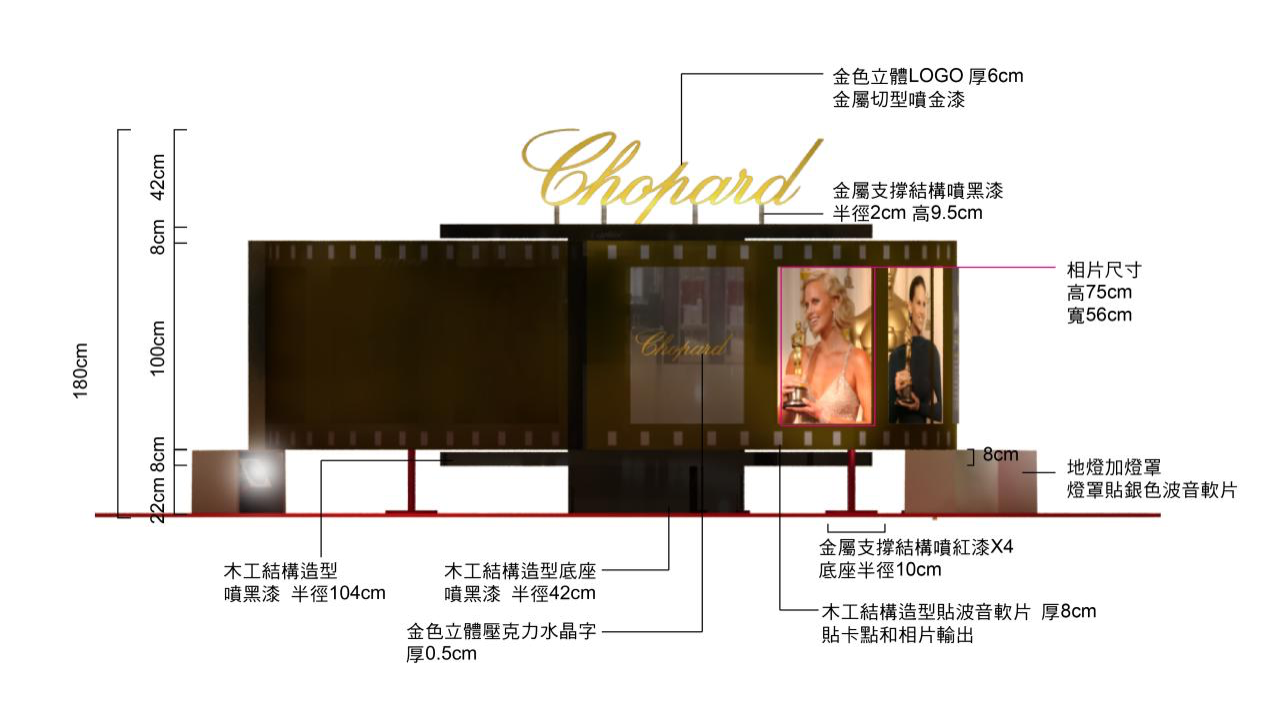 金色立體LOGO 厚6cm
金屬切型噴金漆
Chopard
金屬支撐結構噴黑漆
半徑2cm 高9.5cm
相片尺寸
高75cm
寬56cm
Chopard
180cm
42cm
8cm
100cm
8cm
22cm
8cm
地燈加燈罩
燈罩貼銀色波音軟片
金屬支撐結構噴紅漆X4
底座半徑10cm
木工結構造型
噴黑漆 半徑104cm
木工結構造型底座
噴黑漆 半徑42cm
木工結構造型貼波音軟片 厚8cm
貼卡點和相片輸出
金色立體壓克力水晶字
厚0.5cm